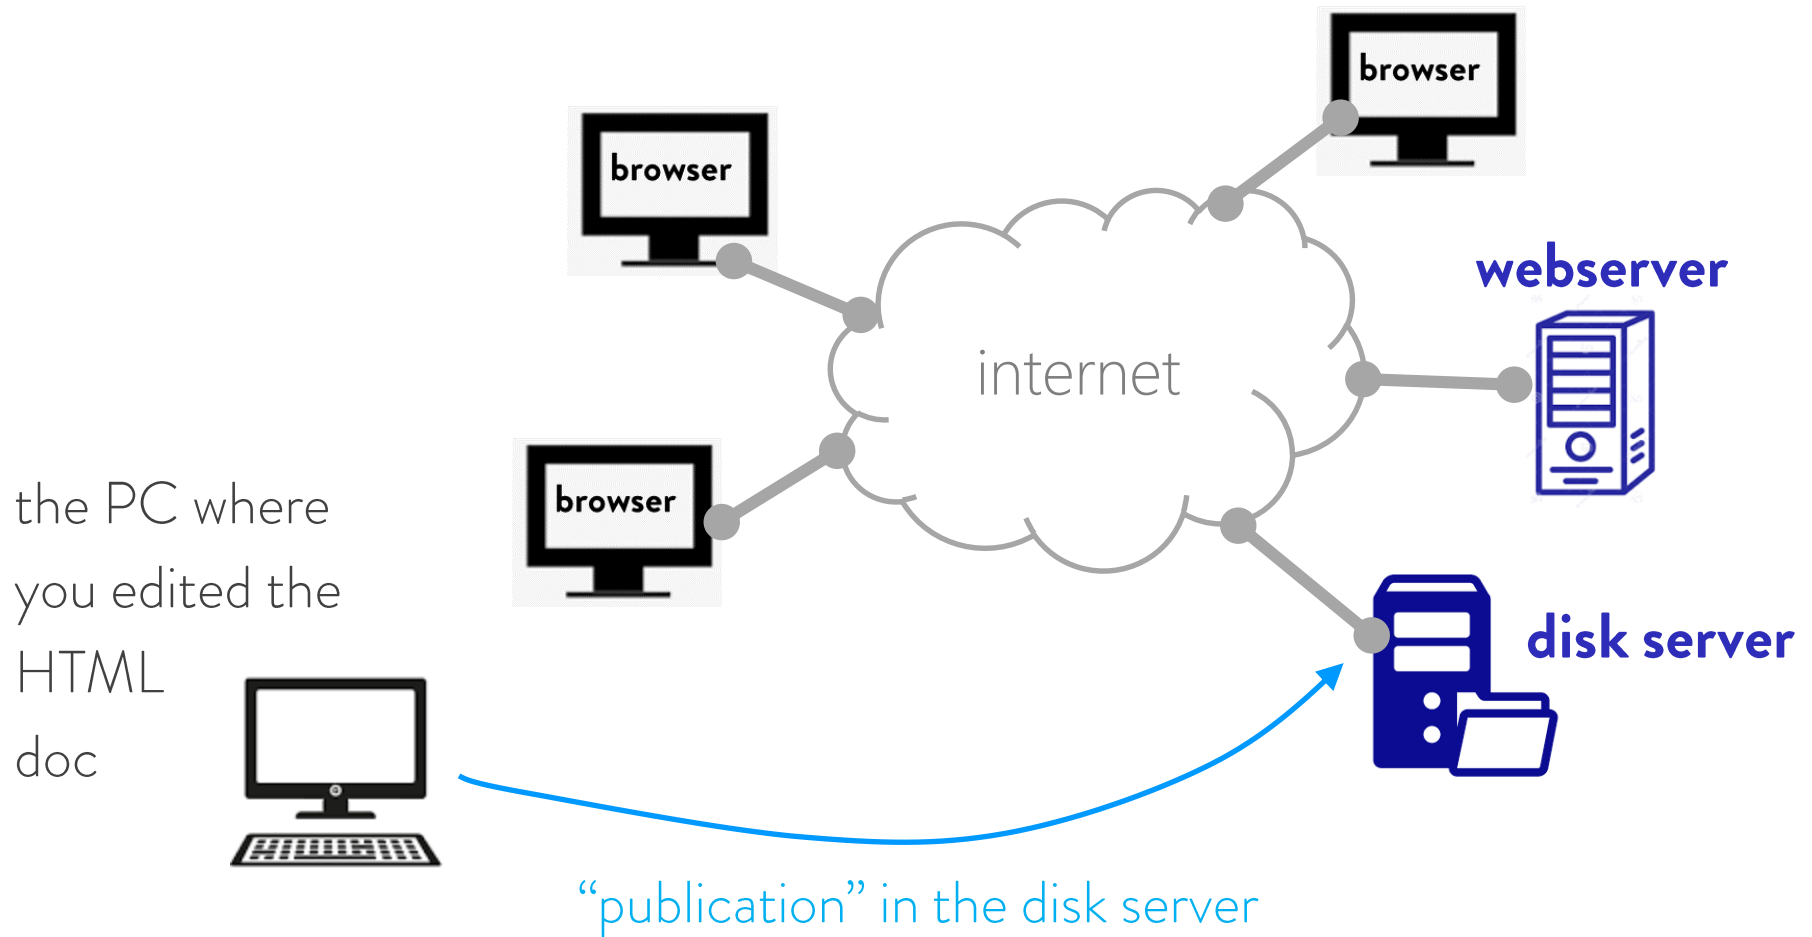 browser
browser
webserver
internet
browser
the PC where
you edited the
HTML
doc
disk server
“publication” in the disk server